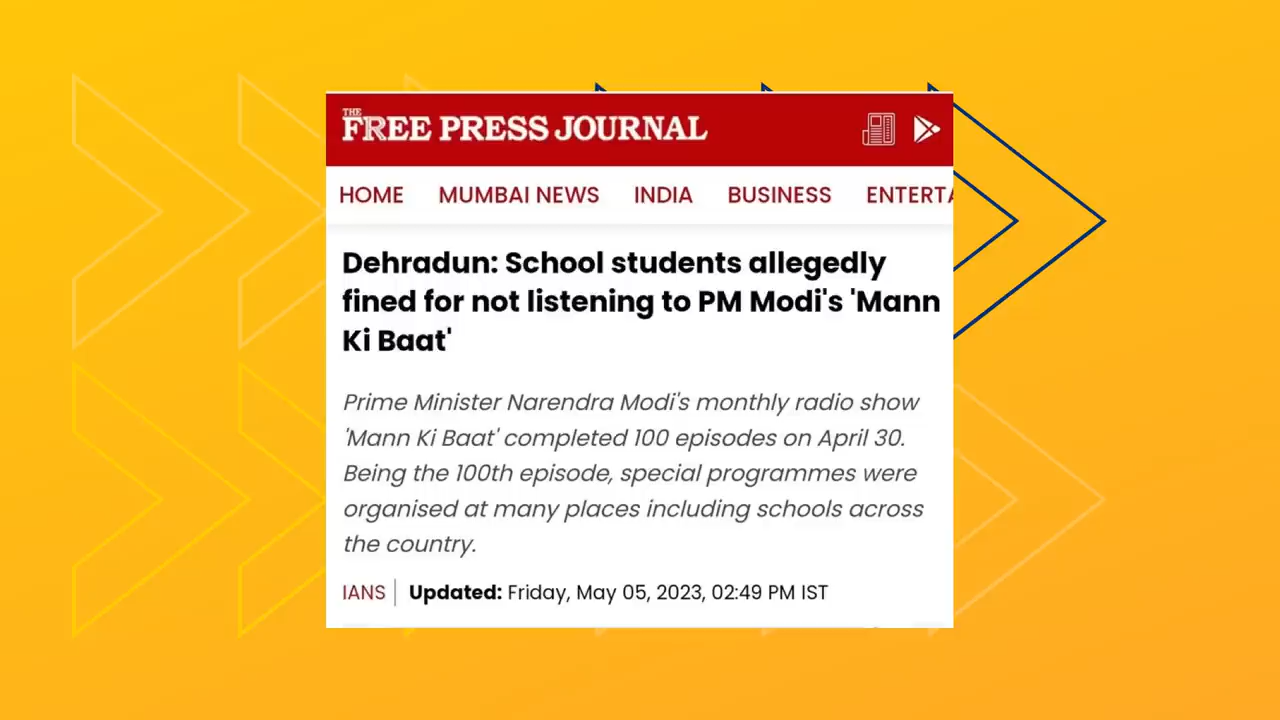 THE
FREE PRESS JOURNAL
HOME MUMBAI NEWS INDIA BUSINESS ENTERTA
Dehradun: School students allegedly
fined for not listening to PM Modi's 'Mann
Ki Baat'
Prime Minister Narendra Modi's monthly radio show
'Mann Ki Baat' completed 100 episodes on April 30.
Being the 100th episode, special programmes were
organised at many places including schools across
the country.
IANS Updated: Friday, May 05, 2023, 02:49 PM IST